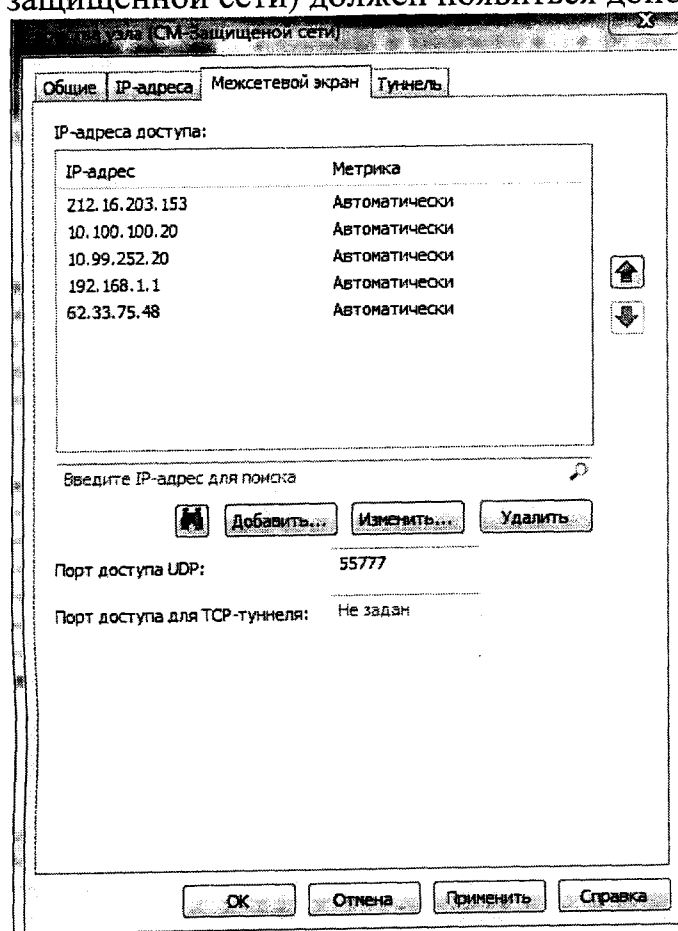 защищенной сети) должен появиться допо
узла (СМ-Защищеной сети)
Общие IP-адреса Межсетевой экран Туннель
IP-адреса доступа:
IP-адрес Метрика
212.16.203.153 Автоматически
10.100.100.20 Автоматически
10.99.252.20 Автоматически
192.168.1.1 Автоматически
62.33.75.48 Автоматически
Введите IP-адрес для поиска
Добавить... Изменить... Удалить
Порт доступа UDP: 55777
Порт доступа для TCP-туннеля: Не задан
ОК Отмена Применить Справка